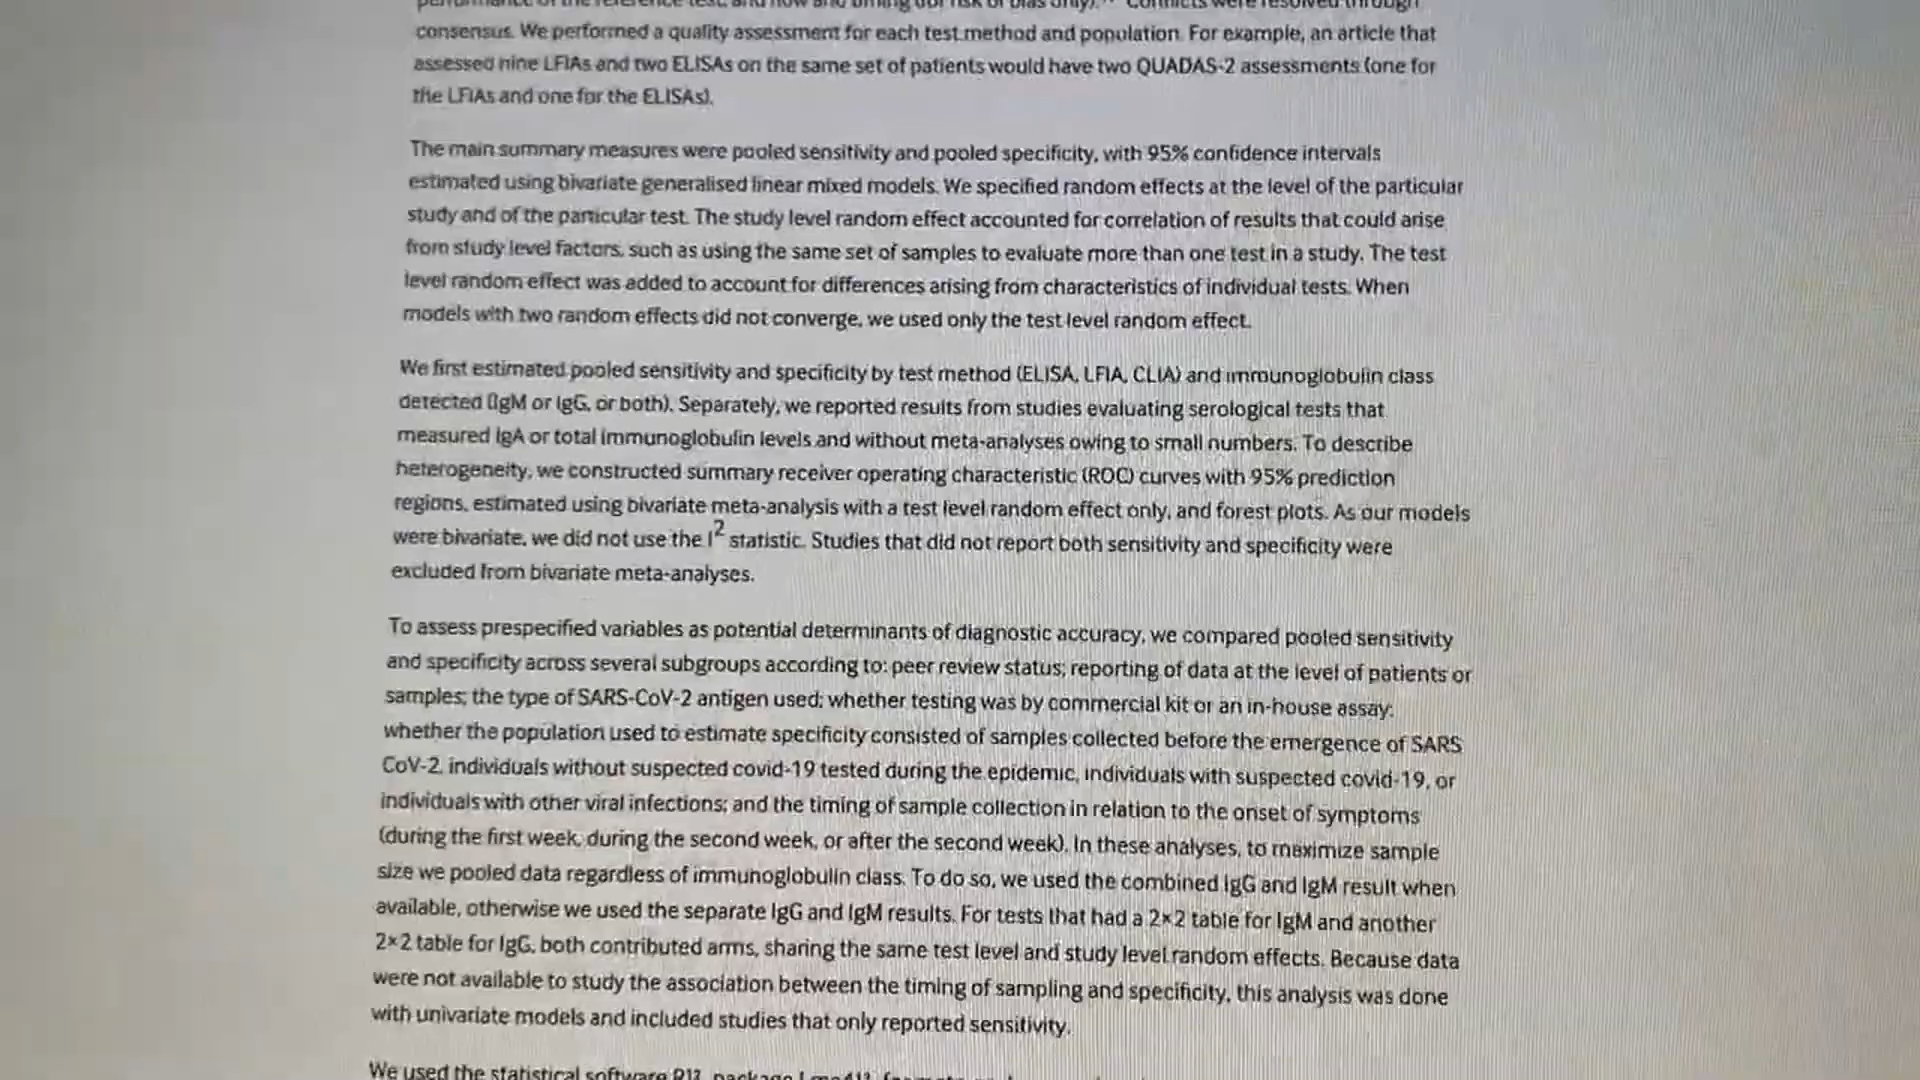 consensus. We performed a quality assessment for each test method and population. For example, an article that
assessed nine LFIAs and two ELISAs on the same set of patients would have two QUADAS-2 assessments (one for
the LFIAs and one for the ELISAs).
The main summary measures were pooled sensitivity and pooled specificity, with 95% confidence intervals
estimated using bivariate generalised linear mixed models. We specified random effects at the level of the particular
study and of the particular test. The study level random effect accounted for correlation of results that could arise
from study level factors, such as using the same set of samples to evaluate more than one test in a study. The test
level random effect was added to account for differences arising from characteristics of individual tests. When
models with two random effects did not converge, we used only the test level random effect.
We first estimated pooled sensitivity and specificity by test method (ELISA, LFIA, CLIA) and immunoglobulin class
detected (IgM or IgG, or both). Separately, we reported results from studies evaluating serological tests that
measured IgA or total immunoglobulin levels and without meta-analyses owing to small numbers. To describe
heterogeneity, we constructed summary receiver operating characteristic (ROC) curves with 95% prediction
regions, estimated using bivariate meta-analysis with a test level random effect only, and forest plots. As our models
were bivariate, we did not use the I² statistic. Studies that did not report both sensitivity and specificity were
excluded from bivariate meta-analyses.
To assess prespecified variables as potential determinants of diagnostic accuracy, we compared pooled sensitivity
and specificity across several subgroups according to: peer review status; reporting of data at the level of patients or
samples; the type of SARS-CoV-2 antigen used; whether testing was by commercial kit or an in-house assay;
whether the population used to estimate specificity consisted of samples collected before the emergence of SARS
CoV-2, individuals without suspected covid-19 tested during the epidemic, individuals with suspected covid-19, or
individuals with other viral infections; and the timing of sample collection in relation to the onset of symptoms
(during the first week, during the second week, or after the second week). In these analyses, to maximize sample
size we pooled data regardless of immunoglobulin class. To do so, we used the combined IgG and IgM result when
available, otherwise we used the separate IgG and IgM results. For tests that had a 2×2 table for IgM and another
2×2 table for IgG, both contributed arms, sharing the same test level and study level random effects. Because data
were not available to study the association between the timing of sampling and specificity, this analysis was done
with univariate models and included studies that only reported sensitivity.
We used the statistical software